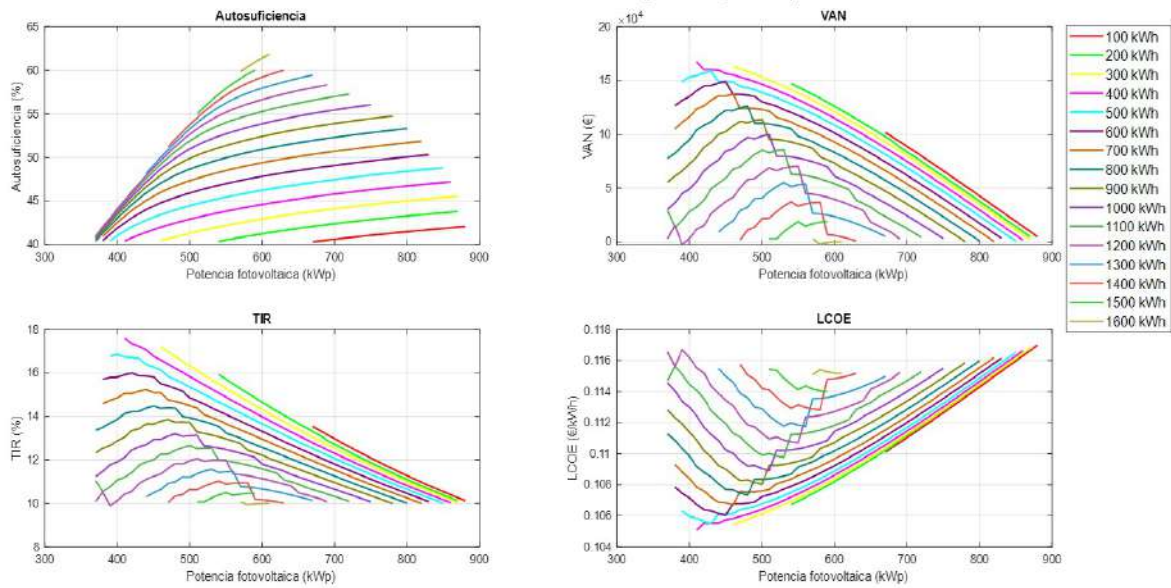 Autosuficiencia
Autosuficiencia (%)
65
60
55
50
45
40
300 400 500 600 700 800 900
Potencia fotovoltaica (kWp)
VAN
×10⁴
VAN (€)
20
15
10
5
0
300 400 500 600 700 800 900
Potencia fotovoltaica (kWp)
100 kWh
200 kWh
300 kWh
400 kWh
500 kWh
600 kWh
700 kWh
800 kWh
900 kWh
1000 kWh
1100 kWh
1200 kWh
1300 kWh
1400 kWh
1500 kWh
1600 kWh
TIR
TIR (%)
18
16
14
12
10
8
300 400 500 600 700 800 900
Potencia fotovoltaica (kWp)
LCOE
LCOE (€/kWh)
0.118
0.116
0.114
0.112
0.11
0.108
0.106
0.104
300 400 500 600 700 800 900
Potencia fotovoltaica (kWp)